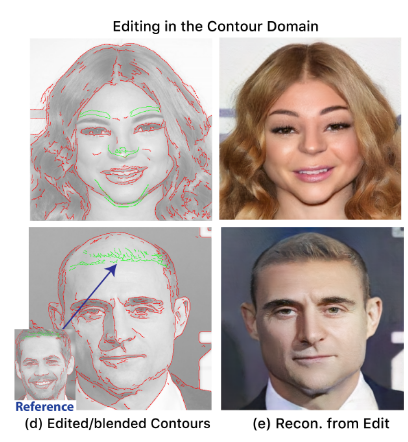 Editing in the Contour Domain
Reference
(d) Edited/blended Contours
(e) Recon. from Edit